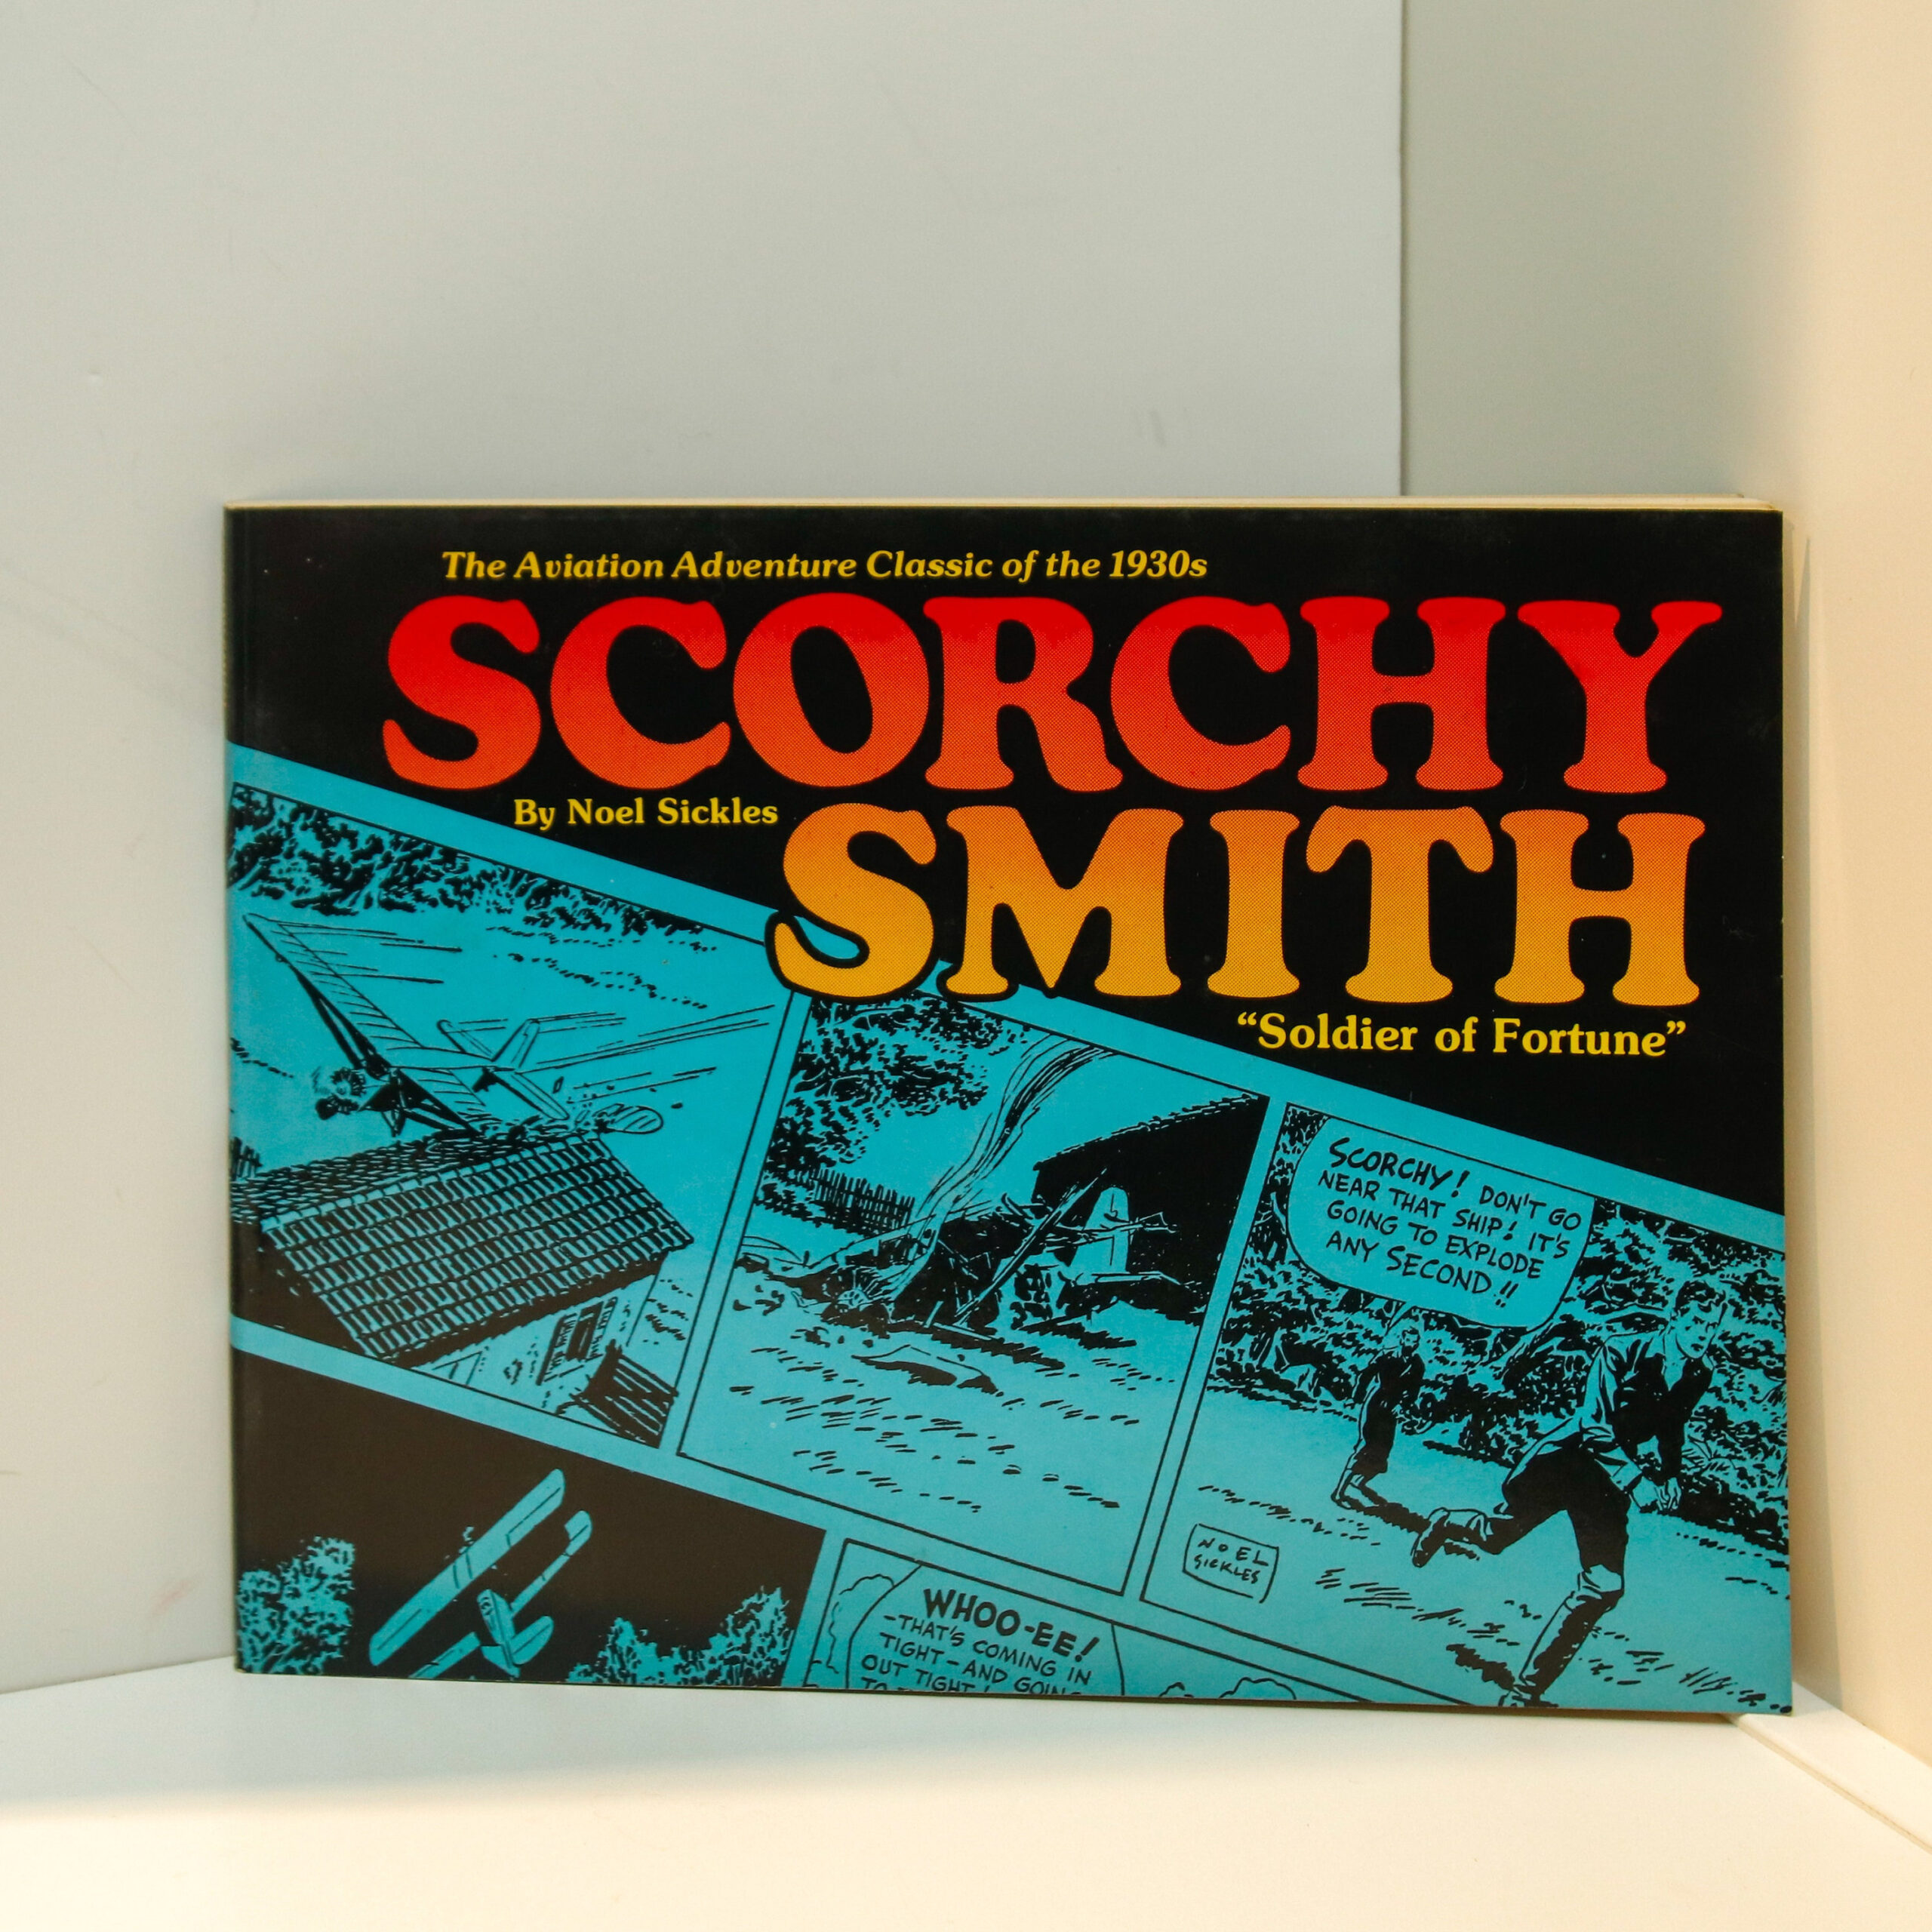 The Aviation Adventure Classic of the 1930s
SCORCHY
By Noel Sickles
SMITH
“Soldier of Fortune”
SCORCHY! DON'T GO
NEAR THAT SHIP! IT'S
GOING TO EXPLODE
ANY SECOND!!
NOEL
SICKLES
WHOO-EE!
-THAT'S COMING IN
TIGHT-AND GOING
OUT TIGHT!